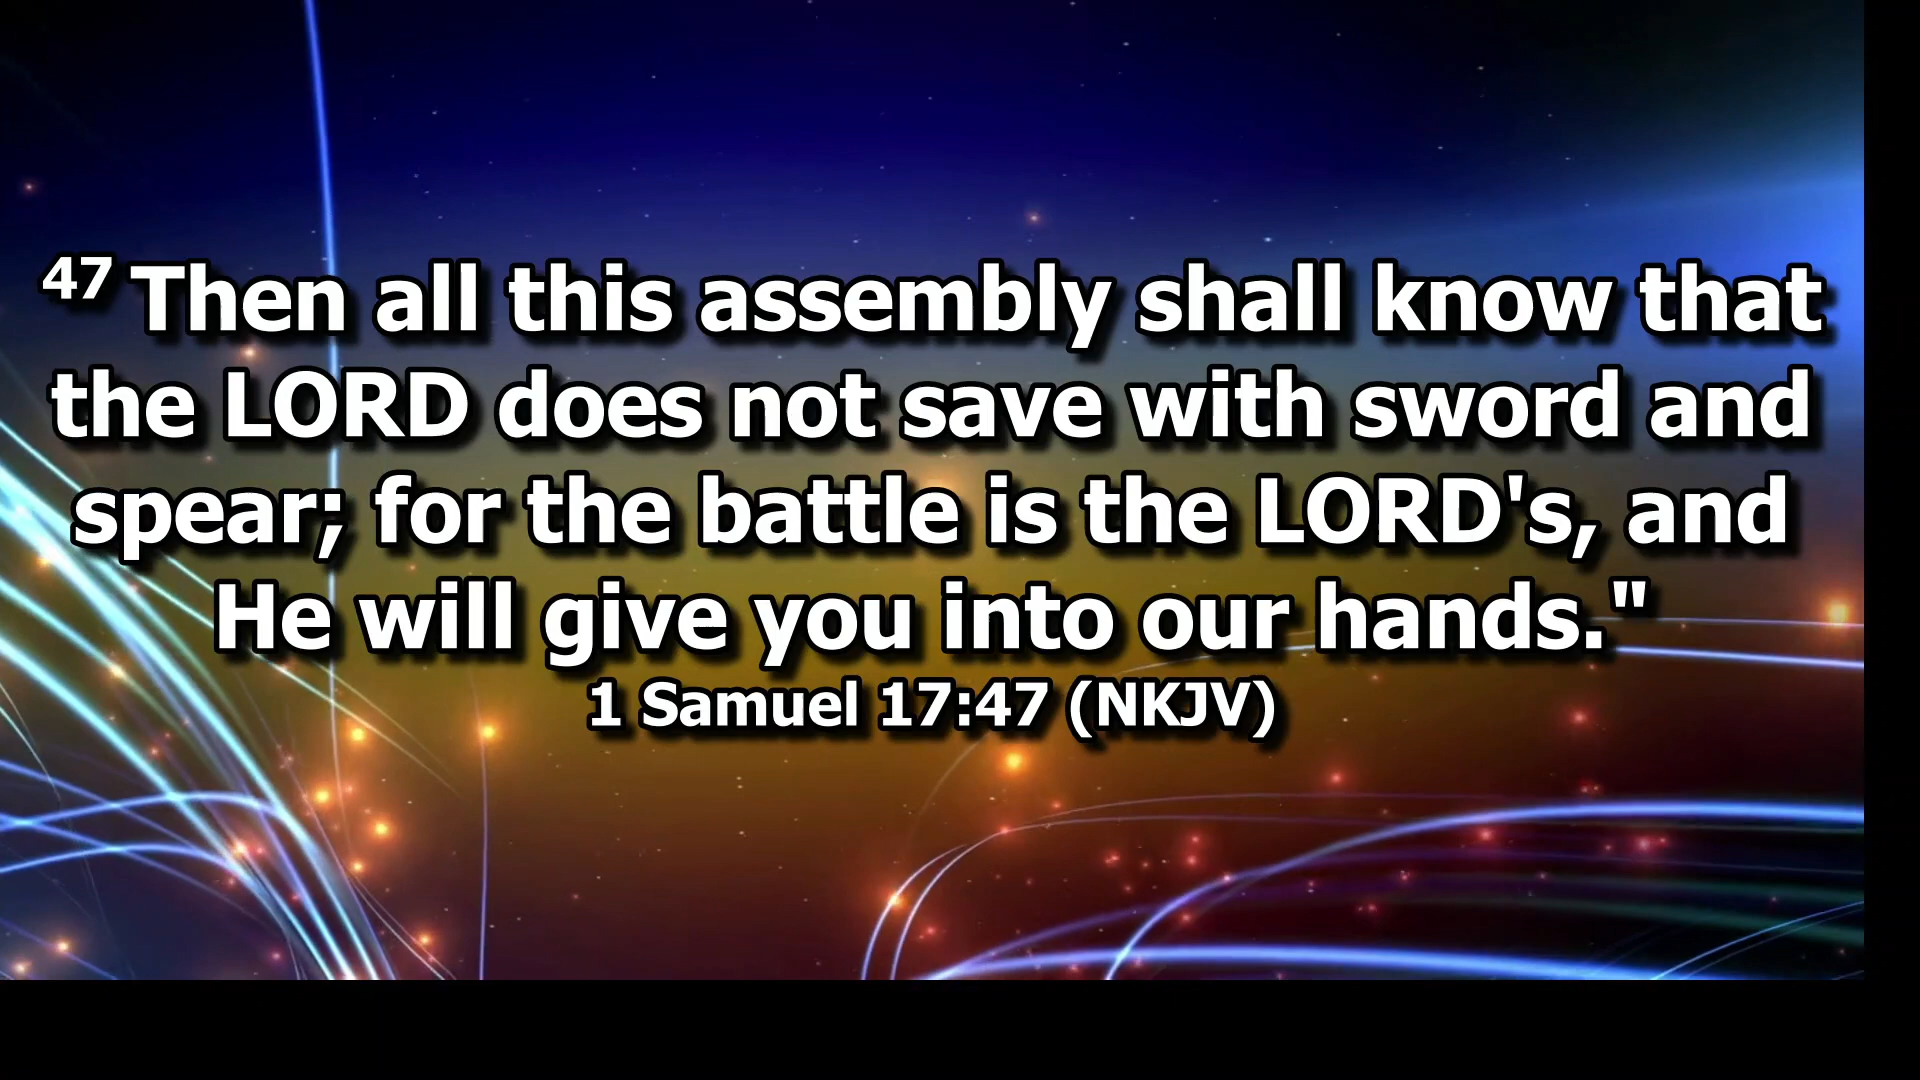 47 Then all this assembly shall know that
the LORD does not save with sword and
spear; for the battle is the LORD's, and
He will give you into our hands."
1 Samuel 17:47 (NKJV)